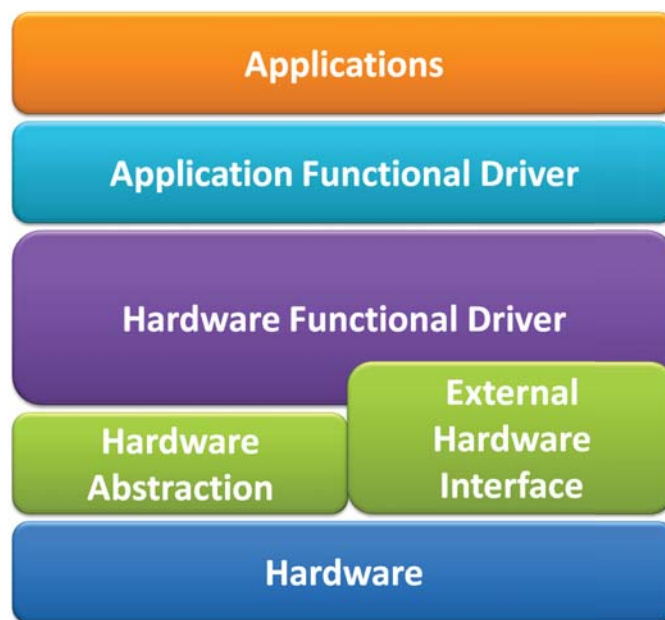 Applications
Application Functional Driver
Hardware Functional Driver
External
Hardware
Interface
Hardware
Abstraction
Hardware